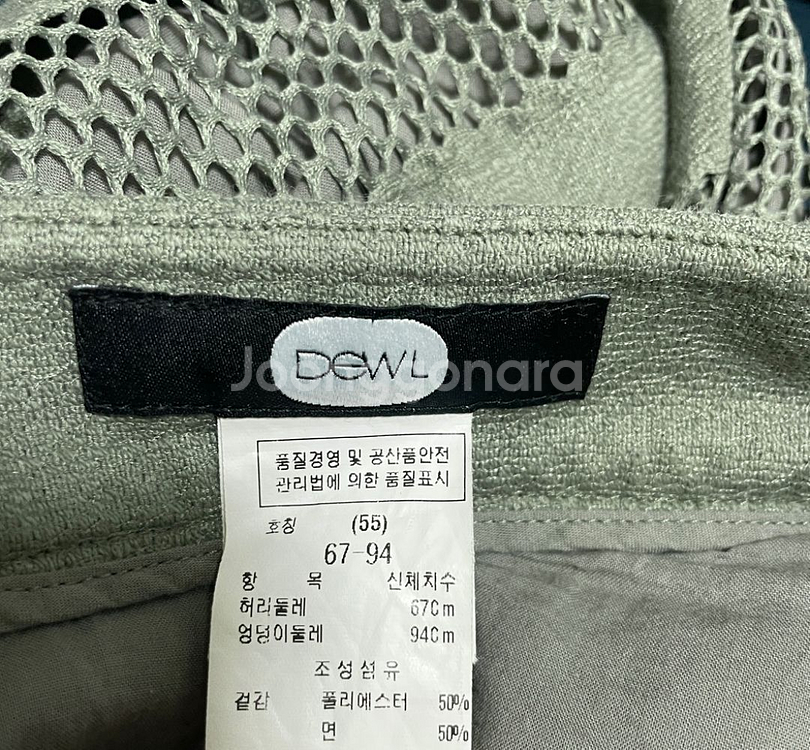 DeWL
Joongonara
품질경영 및 공산품안전
관리법에 의한 품질표시
호칭 (55)
67-94
항 목 신체치수
허리둘레 67Cm
엉덩이둘레 94Cm
조성섬유
겉감 폴리에스터 50%
면 50%